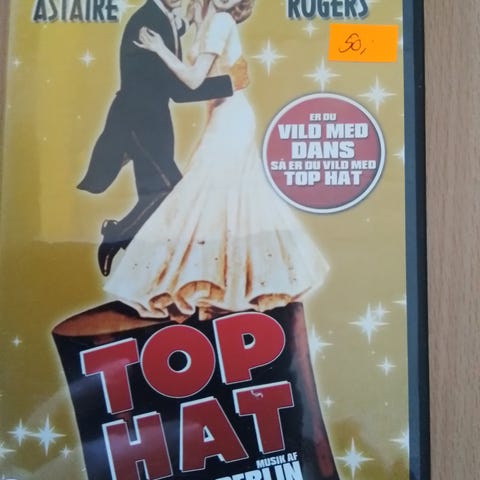 ASTAIRE
ROGERS
50,-
ER DU
VILD MED
DANS
SÅ ER DU VILD MED
TOP HAT
TOP
HAT
MUSIK AF
BERLIN